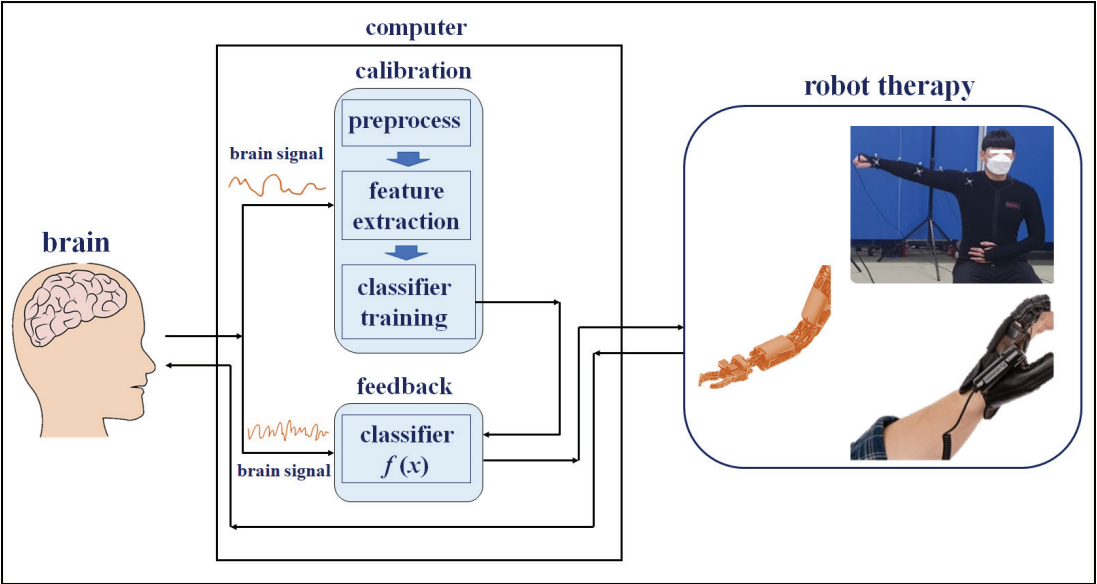 computer
calibration
preprocess
brain signal
feature
extraction
classifier
training
feedback
classifier
f (x)
brain signal
brain
robot therapy